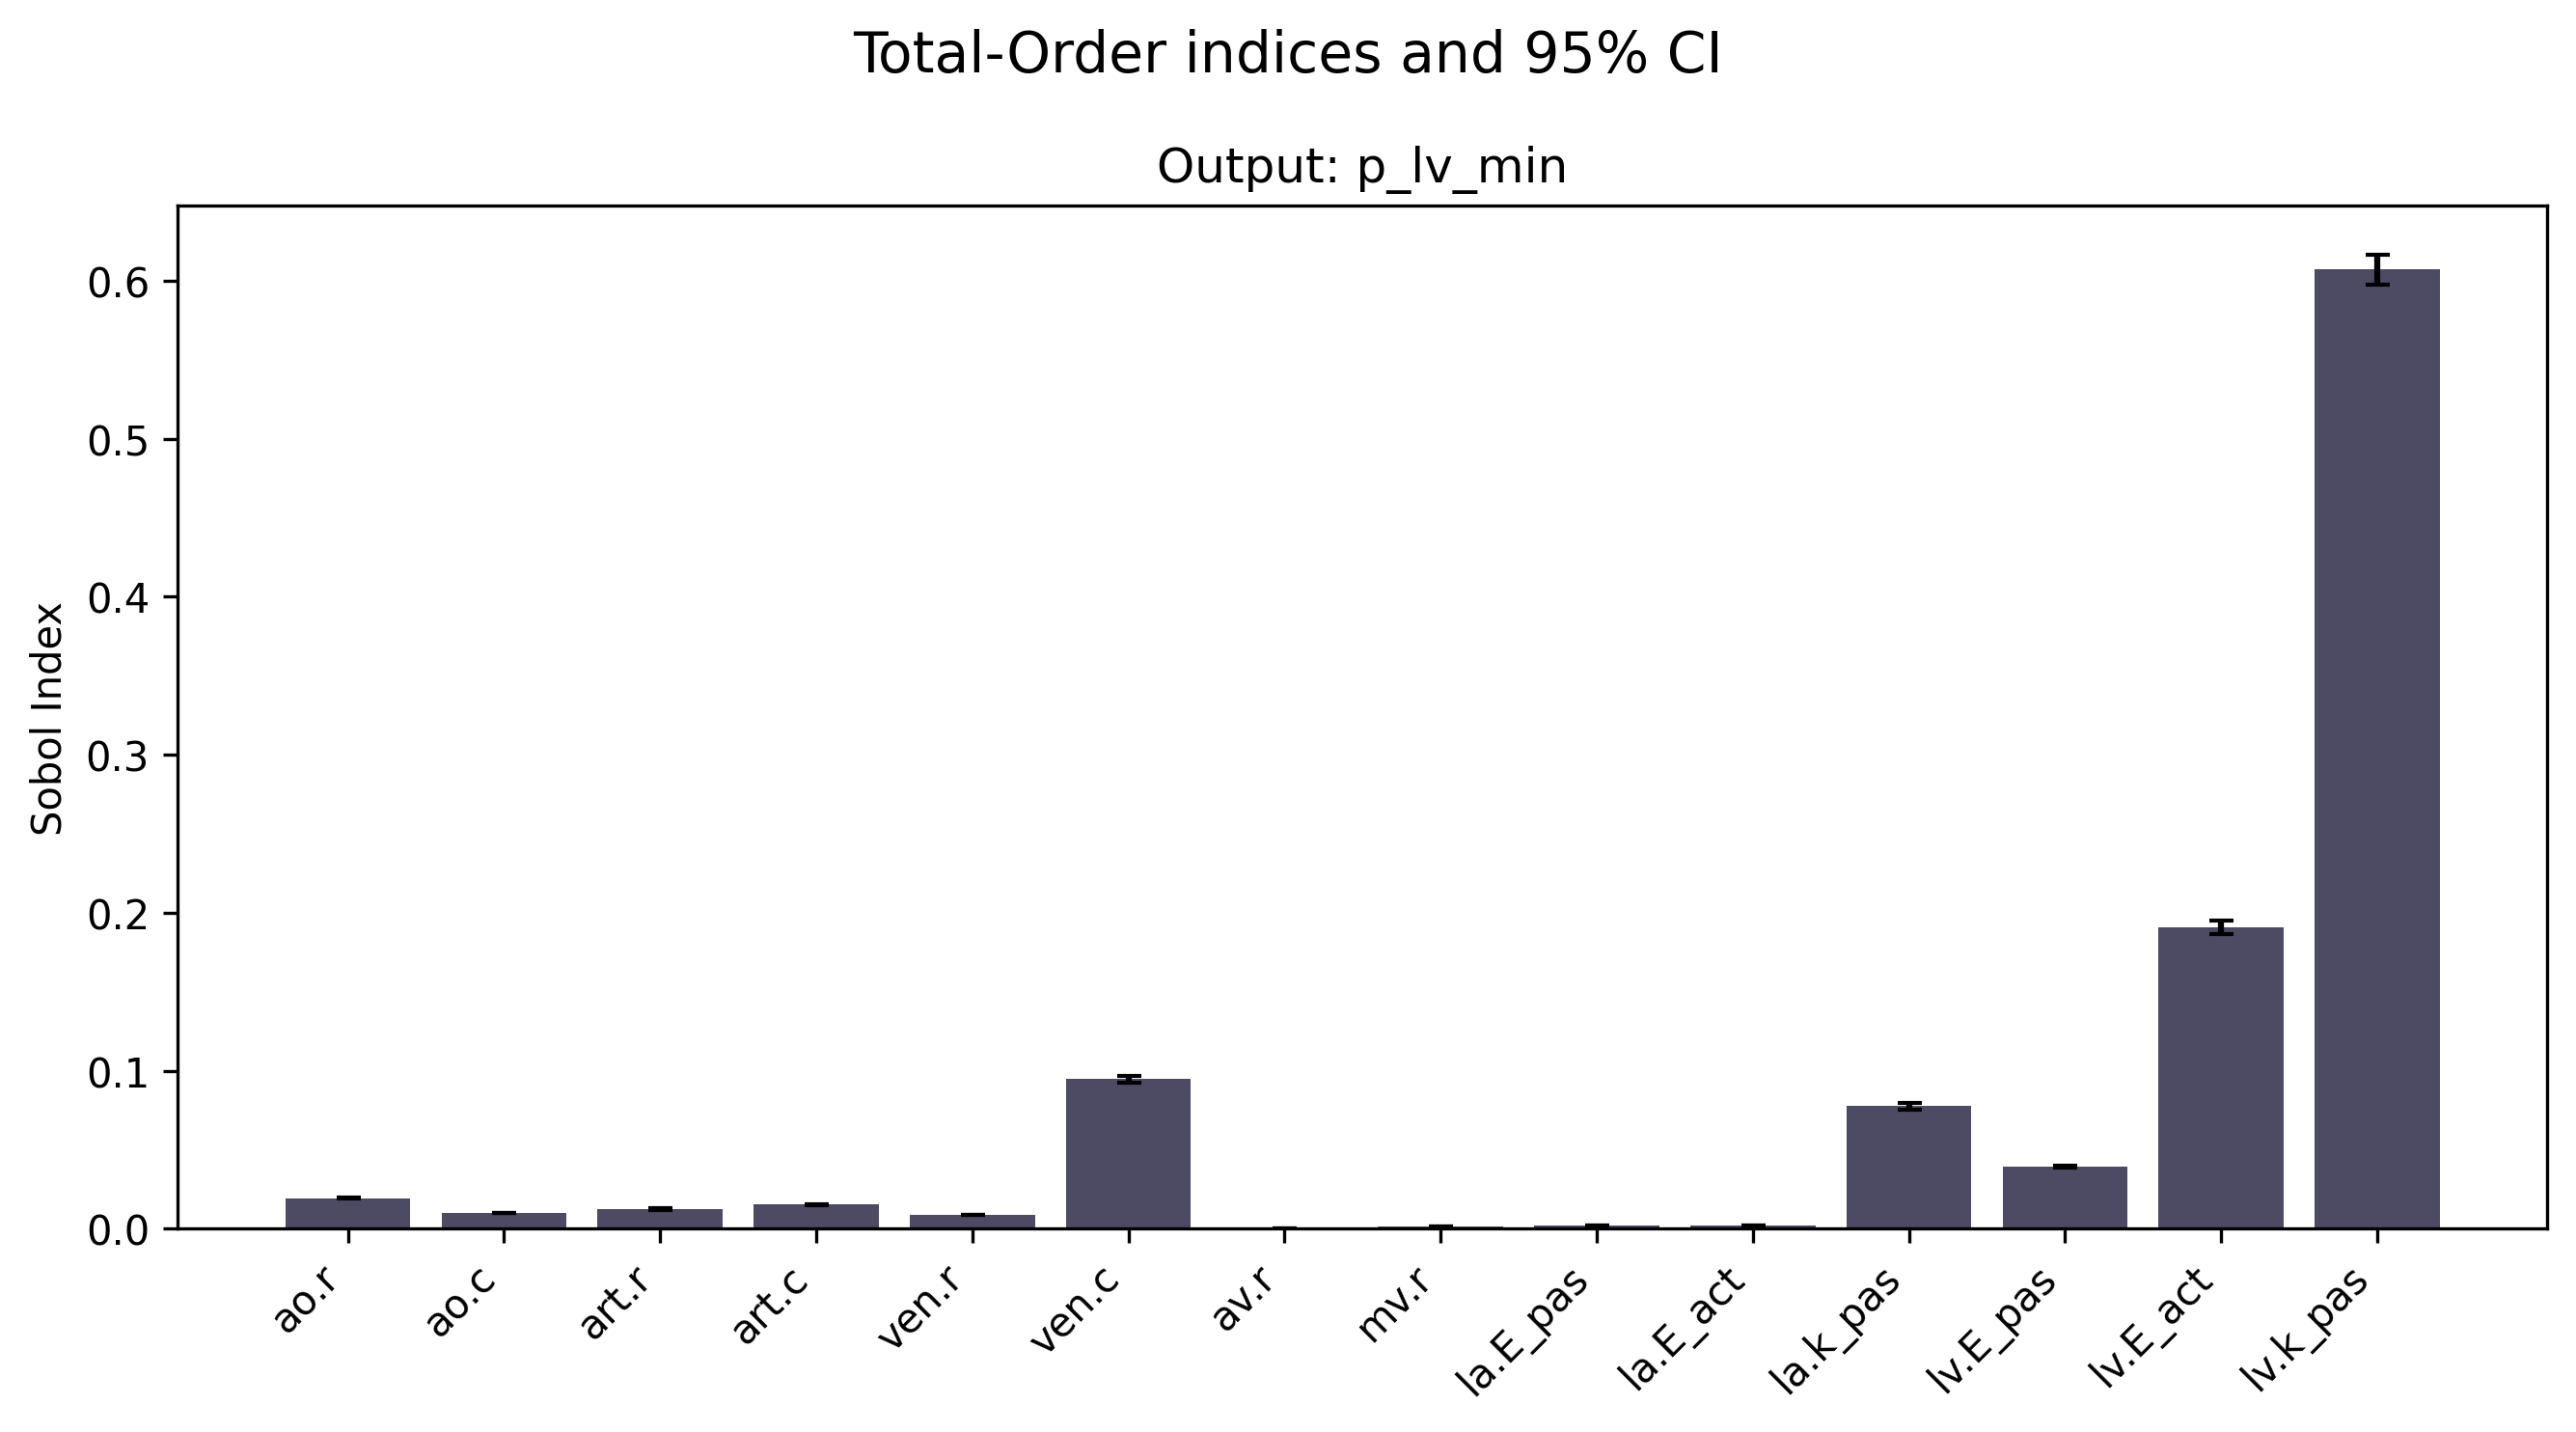 Total-Order indices and 95% CI
Output: p_lv_min
Sobol Index
0.6
0.5
0.4
0.3
0.2
0.1
0.0
ao.r
ao.c
art.r
art.c
ven.r
ven.c
av.r
mv.r
la.E_pas
la.E_act
la.k_pas
lv.E_pas
lv.E_act
lv.k_pas